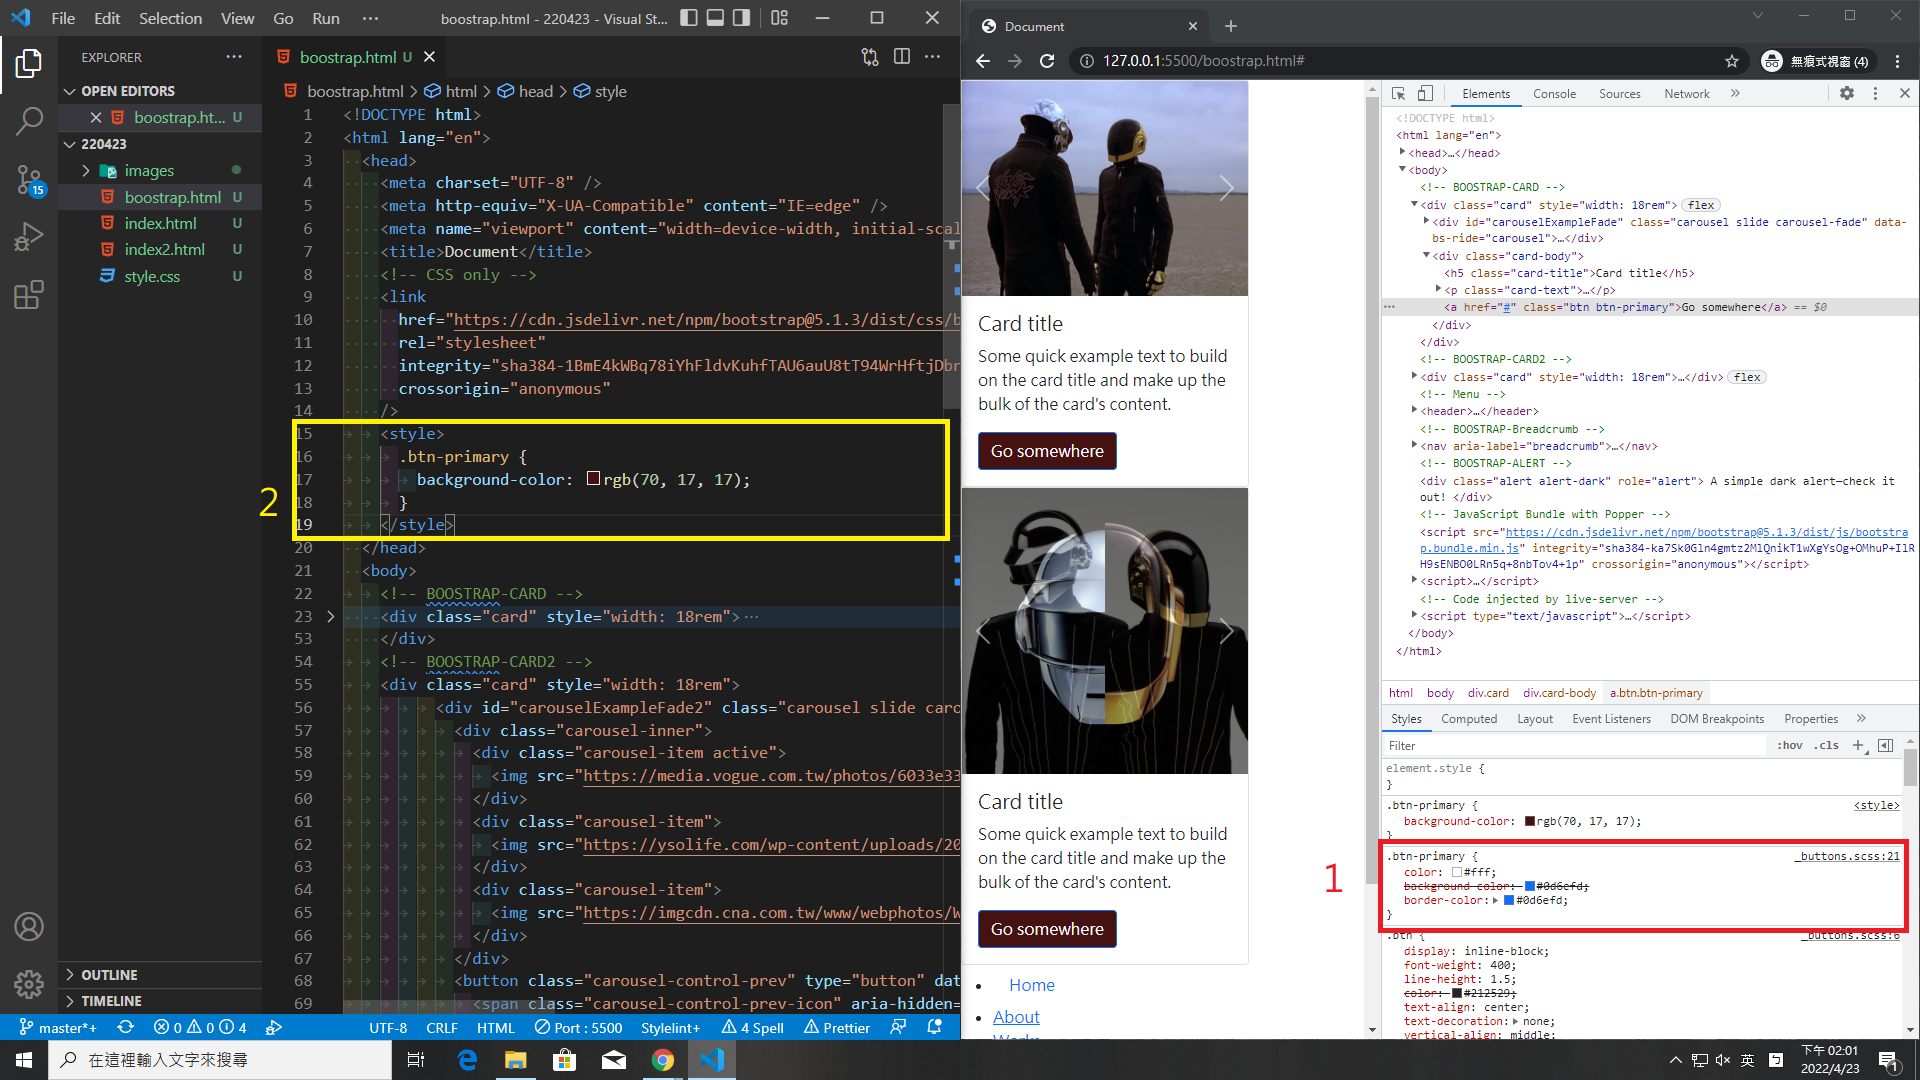 File Edit Selection View Go Run ··· boostrap.html - 220423 - Visual St...
EXPLORER
OPEN EDITORS
boostrap.ht... U
220423
images
boostrap.html U
index.html U
index2.html U
style.css U
OUTLINE
TIMELINE
15
boostrap.html U
boostrap.html > html > head > style
1 <!DOCTYPE html>
2 <html lang="en">
3 <head>
4 <meta charset="UTF-8" />
5 <meta http-equiv="X-UA-Compatible" content="IE=edge" />
6 <meta name="viewport" content="width=device-width, initial-scal
7 <title>Document</title>
8 <!-- CSS only -->
9 <link
10 href="https://cdn.jsdelivr.net/npm/bootstrap@5.1.3/dist/css/b
11 rel="stylesheet"
12 integrity="sha384-1BmE4kWBq78iYhFldvKuhfTAU6auU8tT94WrHftjDbr
13 crossorigin="anonymous"
14 />
15 <style>
16 .btn-primary {
17 background-color: rgb(70, 17, 17);
18 }
19 </style>
20 </head>
21 <body>
22 <!-- BOOSTRAP-CARD -->
23 <div class="card" style="width: 18rem">···
53 </div>
54 <!-- BOOSTRAP-CARD2 -->
55 <div class="card" style="width: 18rem">
56 <div id="carouselExampleFade2" class="carousel slide caro
57 <div class="carousel-inner">
58 <div class="carousel-item active">
59 <img src="https://media.vogue.com.tw/photos/6033e33
60 </div>
61 <div class="carousel-item">
62 <img src="https://ysolife.com/wp-content/uploads/20
63 </div>
64 <div class="carousel-item">
65 <img src="https://imgcdn.cna.com.tw/www/webphotos/W
66 </div>
67 </div>
68 <button class="carousel-control-prev" type="button" dat
69 <span class="carousel-control-prev-icon" aria-hidden=
2
master*+ 0 0 4 UTF-8 CRLF HTML Port : 5500 Stylelint+ 4 Spell Prettier
Document
127.0.0.1:5500/boostrap.html#
無痕式視窗 (4)
Card title
Some quick example text to build
on the card title and make up the
bulk of the card's content.
Go somewhere
Card title
Some quick example text to build
on the card title and make up the
bulk of the card's content.
Go somewhere
Home
About
Works
1
Elements Console Sources Network »
<!DOCTYPE html>
<html lang="en">
<head>…</head>
<body>
<!-- BOOSTRAP-CARD -->
<div class="card" style="width: 18rem"> flex
<div id="carouselExampleFade" class="carousel slide carousel-fade" data-
bs-ride="carousel">…</div>
<div class="card-body">
<h5 class="card-title">Card title</h5>
<p class="card-text">…</p>
<a href="#" class="btn btn-primary">Go somewhere</a> == $0
</div>
</div>
<!-- BOOSTRAP-CARD2 -->
<div class="card" style="width: 18rem">…</div> flex
<!-- Menu -->
<header>…</header>
<!-- BOOSTRAP-Breadcrumb -->
<nav aria-label="breadcrumb">…</nav>
<!-- BOOSTRAP-ALERT -->
<div class="alert alert-dark" role="alert"> A simple dark alert—check it
out! </div>
<!-- JavaScript Bundle with Popper -->
<script src="https://cdn.jsdelivr.net/npm/bootstrap@5.1.3/dist/js/bootstra
p.bundle.min.js" integrity="sha384-ka7Sk0Gln4gmtz2MlQnikT1wXgYsOg+OMhuP+IlR
H9sENBO0LRn5q+8nbTov4+1p" crossorigin="anonymous"></script>
<script>…</script>
<!-- Code injected by live-server -->
<script type="text/javascript">…</script>
</body>
</html>
html body div.card div.card-body a.btn.btn-primary
Styles Computed Layout Event Listeners DOM Breakpoints Properties »
Filter :hov .cls +
element.style {
}
.btn-primary { <style>
background-color: rgb(70, 17, 17);
}
.btn-primary { _buttons.scss:21
color: #fff;
background-color: #0d6efd;
border-color: #0d6efd;
}
.btn { _buttons.scss:6
display: inline-block;
font-weight: 400;
line-height: 1.5;
color: #212529;
text-align: center;
text-decoration: none;
vertical-align: middle;
在這裡輸入文字來搜尋
英
下午 02:01
2022/4/23
1